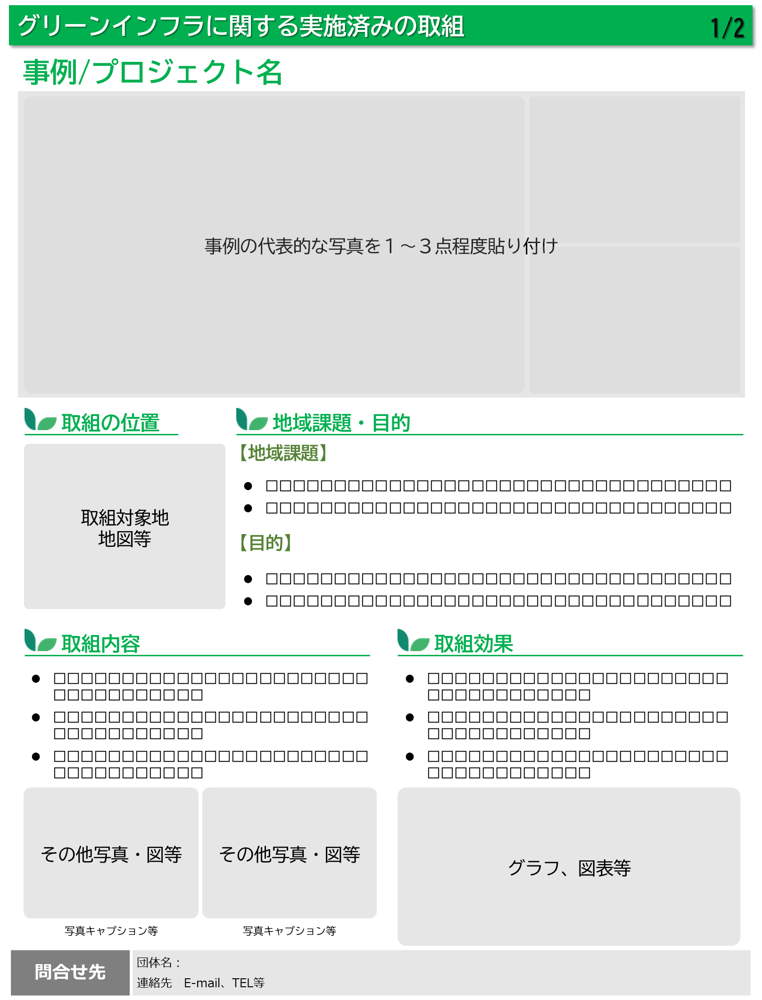 グリーンインフラに関する実施済みの取組
1/2
事例/プロジェクト名
事例の代表的な写真を１～３点程度貼り付け
取組の位置
取組対象地
地図等
地域課題・目的
【地域課題】
● □□□□□□□□□□□□□□□□□□□□□□□□□□□□□□□□□□
● □□□□□□□□□□□□□□□□□□□□□□□□□□□□□□□□□□
【目的】
● □□□□□□□□□□□□□□□□□□□□□□□□□□□□□□□□□□
● □□□□□□□□□□□□□□□□□□□□□□□□□□□□□□□□□□
取組内容
● □□□□□□□□□□□□□□□□□□□□□□□
□□□□□□□□□□□
● □□□□□□□□□□□□□□□□□□□□□□□
□□□□□□□□□□□
● □□□□□□□□□□□□□□□□□□□□□□□
□□□□□□□□□□□
その他写真・図等
写真キャプション等
その他写真・図等
写真キャプション等
取組効果
● □□□□□□□□□□□□□□□□□□□□□□
□□□□□□□□□□□□
● □□□□□□□□□□□□□□□□□□□□□□
□□□□□□□□□□□□
● □□□□□□□□□□□□□□□□□□□□□□
□□□□□□□□□□□□
グラフ、図表等
問合せ先
団体名：
連絡先　E-mail、TEL等